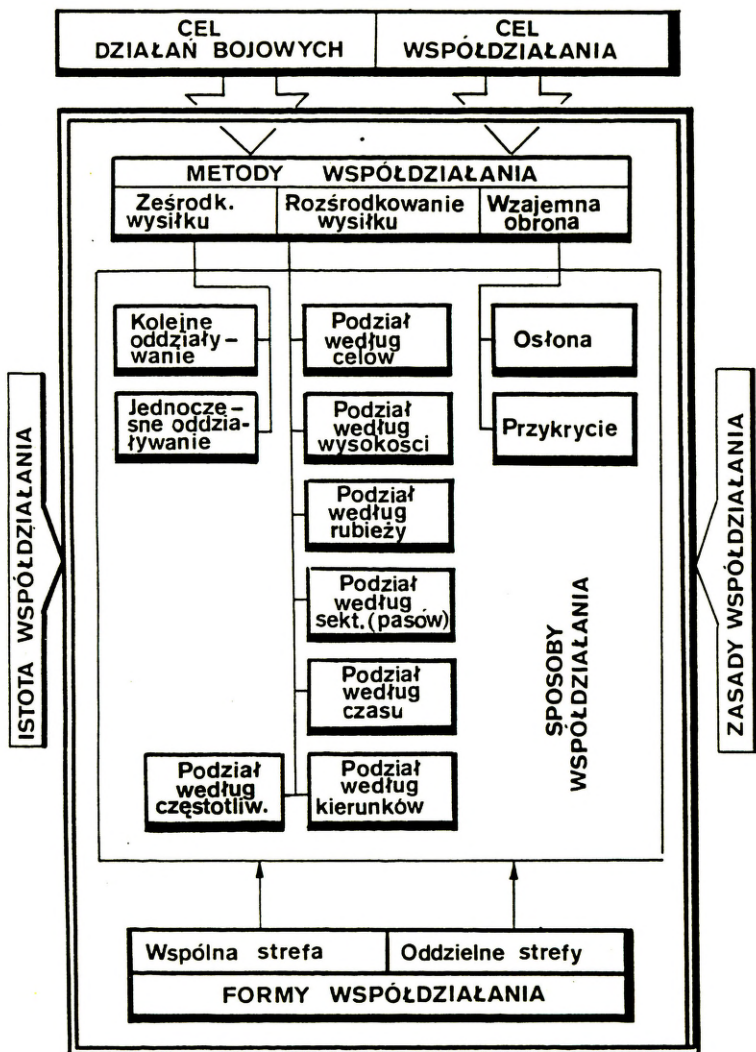 CEL
DZIAŁAŃ BOJOWYCH
CEL
WSPÓŁDZIAŁANIA
METODY WSPÓŁDZIAŁANIA
Ześrodk.
wysiłku
Rozśrodkowanie
wysiłku
Wzajemna
obrona
Kolejne
oddziały-
wanie
Podział
według
celów
Osłona
Jednocze-
sne oddzia-
ływanie
Podział
według
wysokosci
Przykrycie
Podział
według
rubieży
Podział
według
sekt.(pasów)
Podział
według
czasu
Podział
według
częstotliw.
Podział
według
kierunków
SPOSOBY
WSPÓŁDZIAŁANIA
ISTOTA WSPÓŁDZIAŁANIA
ZASADY WSPÓŁDZIAŁANIA
Wspólna strefa
Oddzielne strefy
FORMY WSPÓŁDZIAŁANIA